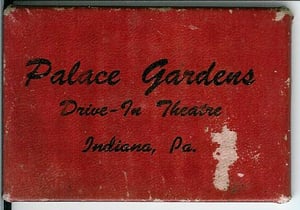 Palace Gardens
Drive-In Theatre
Indiana, Pa.